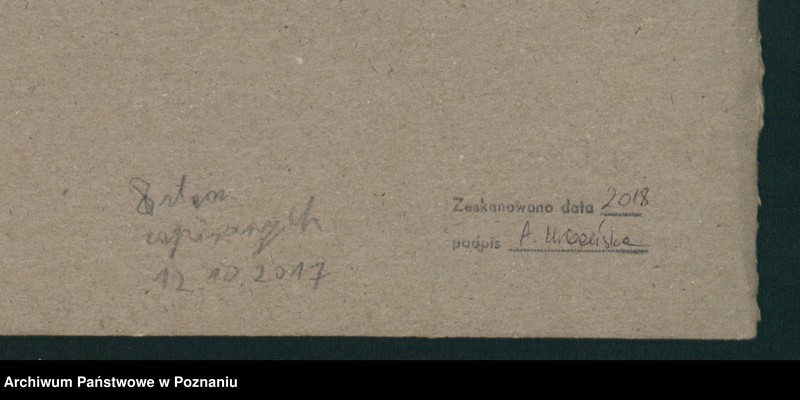 8 stron
zapisanych
12.10.2017
Zeskanowano data 2018
podpis A.
Archiwum Państwowe w Poznaniu